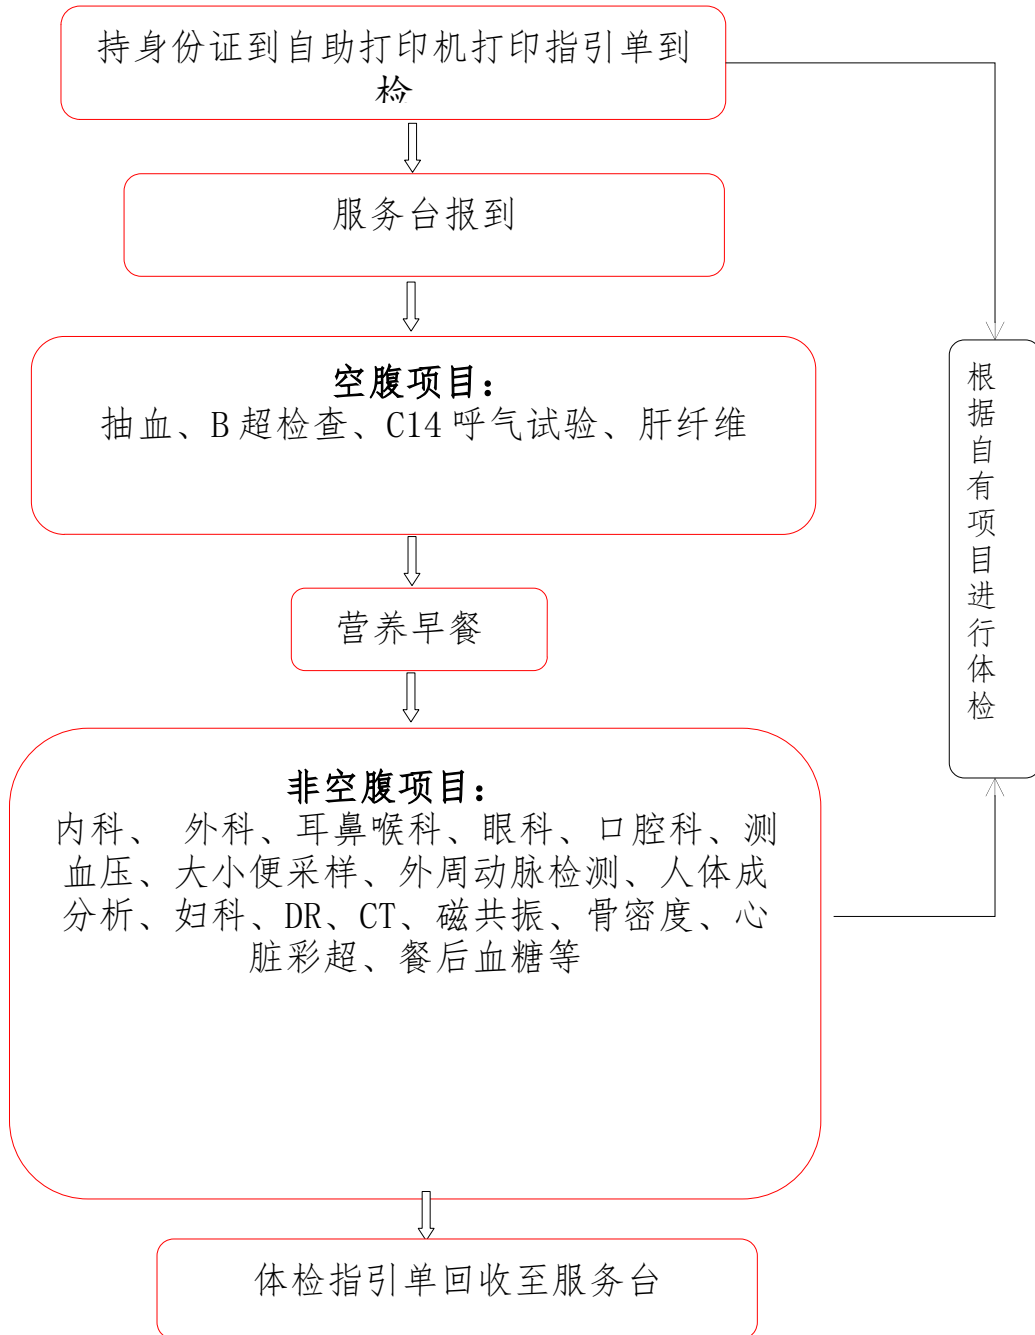 持身份证到自助打印机打印指引单到
检
服务台报到
空腹项目：
抽血、B超检查、C14呼气试验、肝纤维
营养早餐
非空腹项目：
内科、 外科、耳鼻喉科、眼科、口腔科、测
血压、大小便采样、外周动脉检测、人体成
分析、妇科、DR、CT、磁共振、骨密度、心
脏彩超、餐后血糖等
体检指引单回收至服务台
根据自有项目进行体检